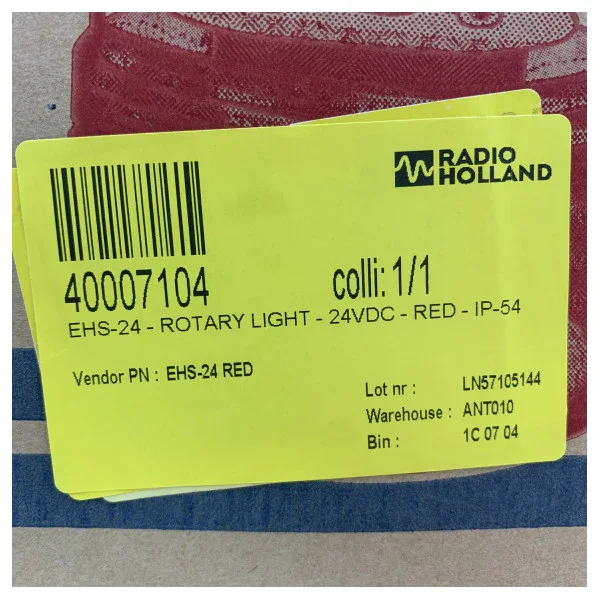 RADIO
HOLLAND
40007104
colli: 1/1
EHS-24 - ROTARY LIGHT - 24VDC - RED - IP-54
Vendor PN : EHS-24 RED
Lot nr : LN57105144
Warehouse : ANT010
Bin : 1C 07 04